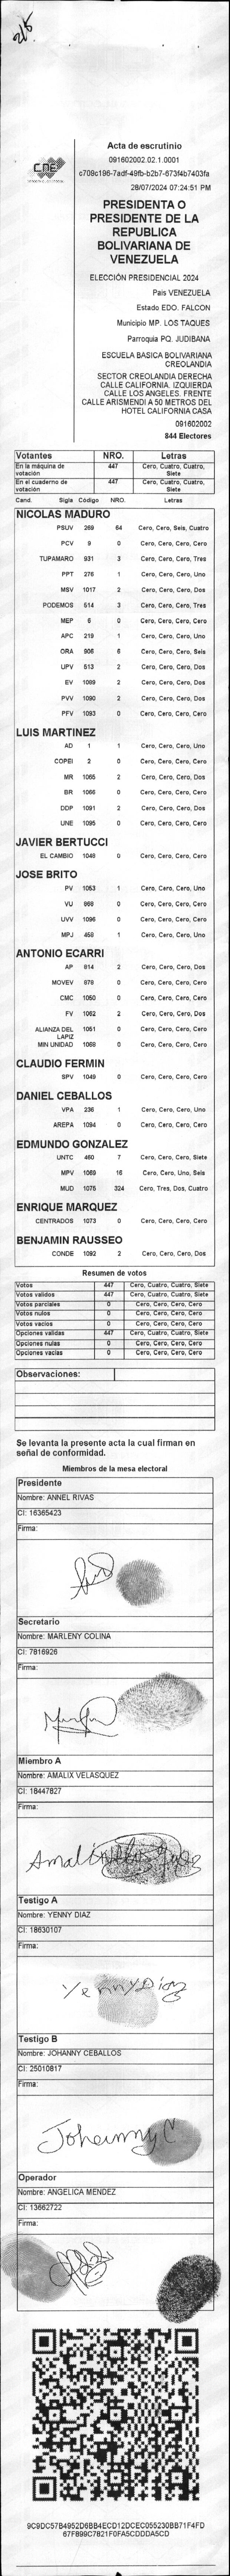 Acta de escrutinio
091602002.02.1.0001
c709c196-7adf-49fb-b2b7-673f4b7403fa
28/07/2024 07:24:51 PM
CNE
PRESIDENTA O
PRESIDENTE DE LA
REPUBLICA
BOLIVARIANA DE
VENEZUELA
ELECCIÓN PRESIDENCIAL 2024
Pais VENEZUELA
Estado EDO. FALCON
Municipio MP. LOS TAQUES
Parroquia PQ. JUDIBANA
ESCUELA BASICA BOLIVARIANA
CREOLANDIA
SECTOR CREOLANDIA DERECHA
CALLE CALIFORNIA. IZQUIERDA
CALLE LOS ANGELES. FRENTE
CALLE ARISMENDI A 50 METROS DEL
HOTEL CALIFORNIA CASA
091602002
844 Electores
Votantes NRO. Letras
En la máquina de votación 447 Cero, Cuatro, Cuatro, Siete
En el cuaderno de votación 447 Cero, Cuatro, Cuatro, Siete
Cand. Sigla Código NRO. Letras
NICOLAS MADURO
PSUV 269 64 Cero, Cero, Seis, Cuatro
PCV 9 0 Cero, Cero, Cero, Cero
TUPAMARO 931 3 Cero, Cero, Cero, Tres
PPT 276 1 Cero, Cero, Cero, Uno
MSV 1017 2 Cero, Cero, Cero, Dos
PODEMOS 514 3 Cero, Cero, Cero, Tres
MEP 6 0 Cero, Cero, Cero, Cero
APC 219 1 Cero, Cero, Cero, Uno
ORA 906 6 Cero, Cero, Cero, Seis
UPV 513 2 Cero, Cero, Cero, Dos
EV 1089 2 Cero, Cero, Cero, Dos
PVV 1090 2 Cero, Cero, Cero, Dos
PFV 1093 0 Cero, Cero, Cero, Cero
LUIS MARTINEZ
AD 1 1 Cero, Cero, Cero, Uno
COPEI 2 0 Cero, Cero, Cero, Cero
MR 1065 2 Cero, Cero, Cero, Dos
BR 1066 0 Cero, Cero, Cero, Cero
DDP 1091 2 Cero, Cero, Cero, Dos
UNE 1095 0 Cero, Cero, Cero, Cero
JAVIER BERTUCCI
EL CAMBIO 1048 0 Cero, Cero, Cero, Cero
JOSE BRITO
PV 1053 1 Cero, Cero, Cero, Uno
VU 868 0 Cero, Cero, Cero, Cero
UVV 1096 0 Cero, Cero, Cero, Cero
MPJ 459 1 Cero, Cero, Cero, Uno
ANTONIO ECARRI
AP 814 2 Cero, Cero, Cero, Dos
MOVEV 878 0 Cero, Cero, Cero, Cero
CMC 1050 0 Cero, Cero, Cero, Cero
FV 1062 2 Cero, Cero, Cero, Dos
ALIANZA DEL LAPIZ 1051 0 Cero, Cero, Cero, Cero
MIN UNIDAD 1068 0 Cero, Cero, Cero, Cero
CLAUDIO FERMIN
SPV 1049 0 Cero, Cero, Cero, Cero
DANIEL CEBALLOS
VPA 236 1 Cero, Cero, Cero, Uno
AREPA 1094 0 Cero, Cero, Cero, Cero
EDMUNDO GONZALEZ
UNTC 460 7 Cero, Cero, Cero, Siete
MPV 1069 16 Cero, Cero, Uno, Seis
MUD 1075 324 Cero, Tres, Dos, Cuatro
ENRIQUE MARQUEZ
CENTRADOS 1073 0 Cero, Cero, Cero, Cero
BENJAMIN RAUSSEO
CONDE 1092 2 Cero, Cero, Cero, Dos
Resumen de votos
Votos 447 Cero, Cuatro, Cuatro, Siete
Votos validos 447 Cero, Cuatro, Cuatro, Siete
Votos parciales 0 Cero, Cero, Cero, Cero
Votos nulos 0 Cero, Cero, Cero, Cero
Votos vacios 0 Cero, Cero, Cero, Cero
Opciones validas 447 Cero, Cuatro, Cuatro, Siete
Opciones nulas 0 Cero, Cero, Cero, Cero
Opciones vacias 0 Cero, Cero, Cero, Cero
Observaciones:
Se levanta la presente acta la cual firman en
señal de conformidad.
Miembros de la mesa electoral
Presidente
Nombre: ANNEL RIVAS
CI: 16365423
Firma:
Secretario
Nombre: MARLENY COLINA
CI: 7816926
Firma:
Miembro A
Nombre: AMALIX VELASQUEZ
CI: 18447827
Firma:
Testigo A
Nombre: YENNY DIAZ
CI: 18630107
Firma:
Yenny Diaz
Testigo B
Nombre: JOHANNY CEBALLOS
CI: 25010817
Firma:
Johanny C
Operador
Nombre: ANGELICA MENDEZ
CI: 13662722
Firma:
9C9DC57B4952D6BB4ECD12DCEC055230BB71F4FD
67F899C7821F0FA5CDDDA5CD